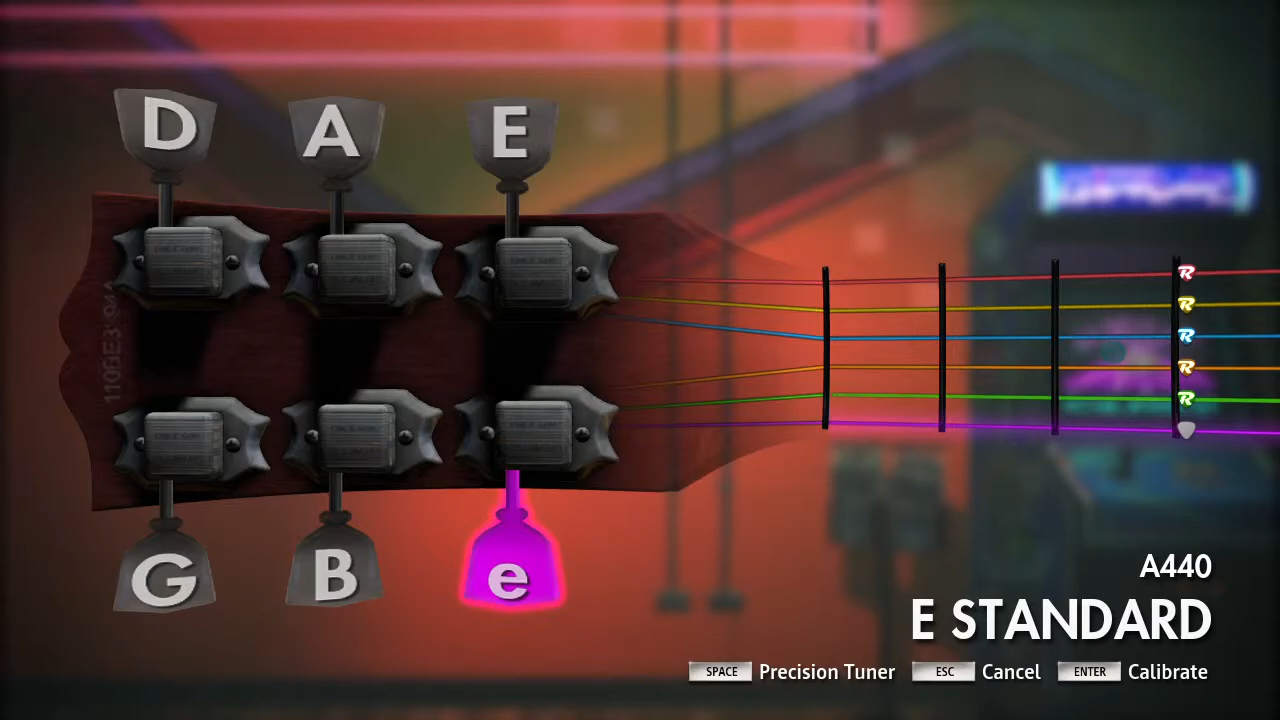 D A E
G B e
R
R
R
R
R
A440
E STANDARD
SPACE Precision Tuner ESC Cancel ENTER Calibrate